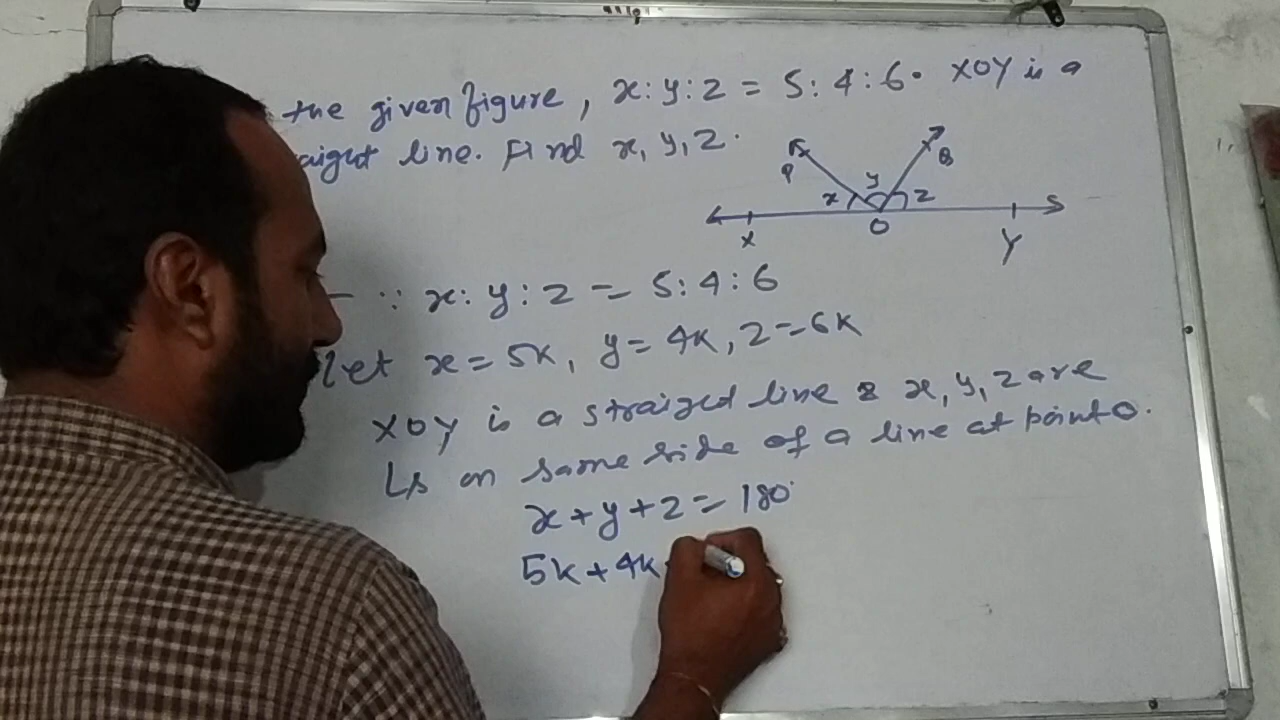 the given figure, x:y:z = 5:4:6. XOY is a
aight line. Find x, y, z.
P
B
x y z
O
X
Y
∵ x:y:z = 5:4:6
let x = 5k, y = 4k, z = 6k
XOY is a straight line & x, y, z are
∠s on same side of a line at point O.
x + y + z = 180°
5k + 4k